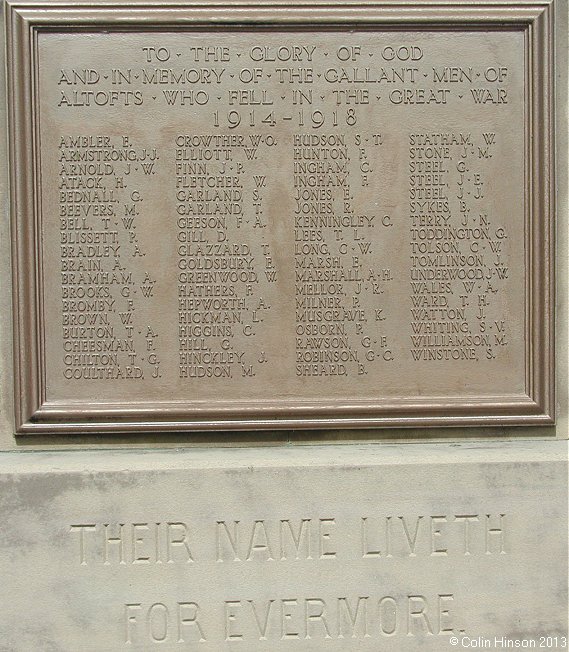 TO · THE · GLORY · OF · GOD
AND · IN · MEMORY · OF · THE · GALLANT · MEN · OF
ALTOFTS · WHO · FELL · IN · THE · GREAT · WAR
1914-1918
AMBLER, E.
ARMSTRONG, J·J.
ARNOLD, J·W.
ATACK, H.
BEDNALL, G.
BEEVERS, M.
BELL, T·W.
BLISSETT, P.
BRADLEY, A.
BRAIN, A.
BRAMHAM, A.
BROOKS, G·W.
BROMBY, F.
BROWN, W.
BURTON, T·A.
CHEESMAN, F.
CHILTON, T·G.
COULTHARD, J.
CROWTHER, W·O.
ELLIOTT, W.
FINN, J·P.
FLETCHER, W.
GARLAND, S.
GARLAND, T.
GEESON, F·A.
GILL, D.
GLAZZARD, T.
GOLDSBURY, E.
GREENWOOD, W.
HATHERS, F.
HEPWORTH, A.
HICKMAN, L.
HIGGINS, C.
HILL, G.
HINCKLEY, J.
HUDSON, M.
HUDSON, S·T.
HUNTON, F.
INGHAM, C.
INGHAM, F.
JONES, E.
JONES, R.
KENNINGLEY, C.
LEES, T·L.
LONG, G·W.
MARSH, E.
MARSHALL, A·H.
MELLOR, J·R.
MILNER, P.
MUSGRAVE, K.
OSBORN, P.
RAWSON, G·F.
ROBINSON, G·C.
SHEARD, B.
STATHAM, W.
STONE, J·M.
STEEL, G.
STEEL, J·E.
STEEL, J·J.
SYKES, E.
TERRY, J·N.
TODDINGTON, G.
TOLSON, C·W.
TOMLINSON, J.
UNDERWOOD, J·W.
WALES, W·A.
WARD, T·H.
WATTON, J.
WHITING, S·V.
WILLIAMSON, M.
WINSTONE, S.
THEIR NAME LIVETH
FOR EVERMORE.
©Colin Hinson 2013